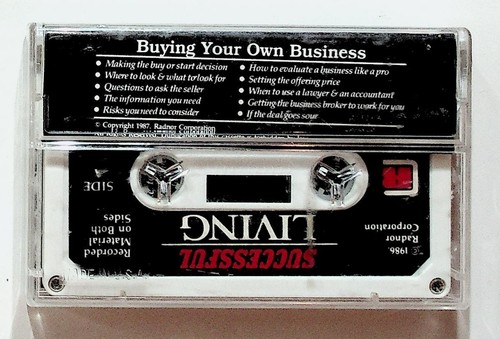 Buying Your Own Business
• Making the buy or start decision
• Where to look & what to look for
• Questions to ask the seller
• The information you need
• Risks you need to consider
• How to evaluate a business like a pro
• Setting the offering price
• When to use a lawyer & an accountant
• Getting the business broker to work for you
• If the deal goes sour
© Copyright 1987, Radnor Corporation
SUCCESSFUL
LIVING
© 1986,
Radnor
Corporation
Recorded
Material
on Both
Sides
SIDE